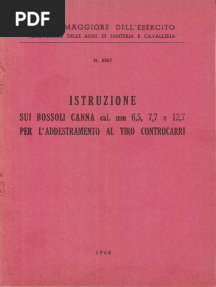 PDF
MAGGIORE DELL'ESERCITO
DELLE ARMI DI FANTERIA E CAVALLERIA
N.
ISTRUZIONE
SUI BOSSOLI CANNA cal. mm 6,5, 7,7 e 12,7
PER L'ADDESTRAMENTO AL TIRO CONTROCARRI
1960